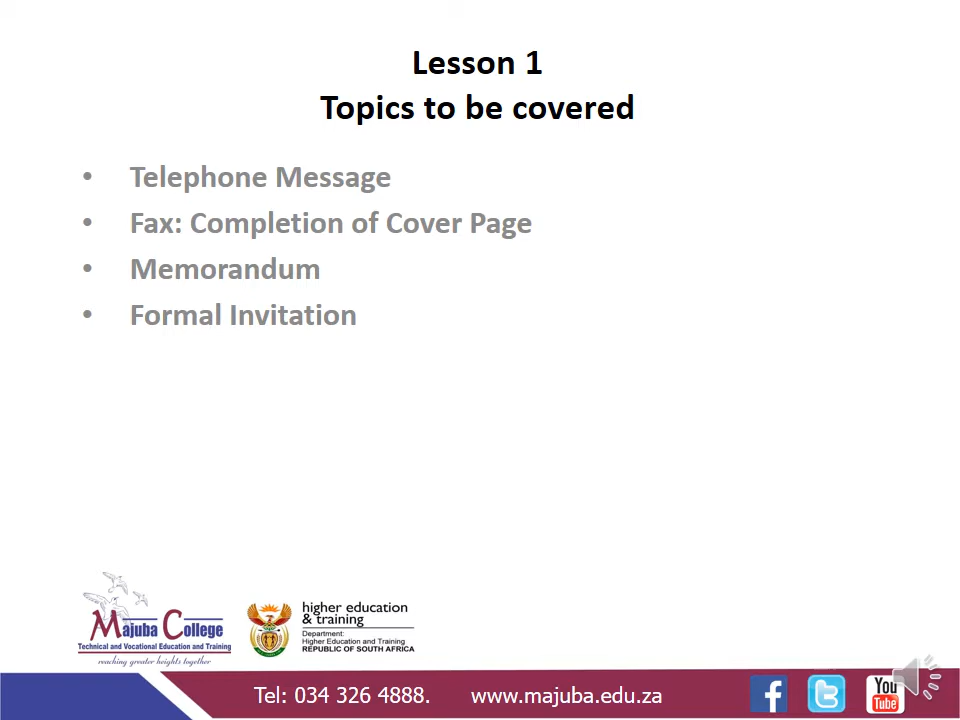 Lesson 1
Topics to be covered
• Telephone Message
• Fax: Completion of Cover Page
• Memorandum
• Formal Invitation
Majuba College
Technical and Vocational Education and Training
reaching greater heights together
higher education
& training
Department:
Higher Education and Training
REPUBLIC OF SOUTH AFRICA
Tel: 034 326 4888. www.majuba.edu.za
f
t
You
Tube